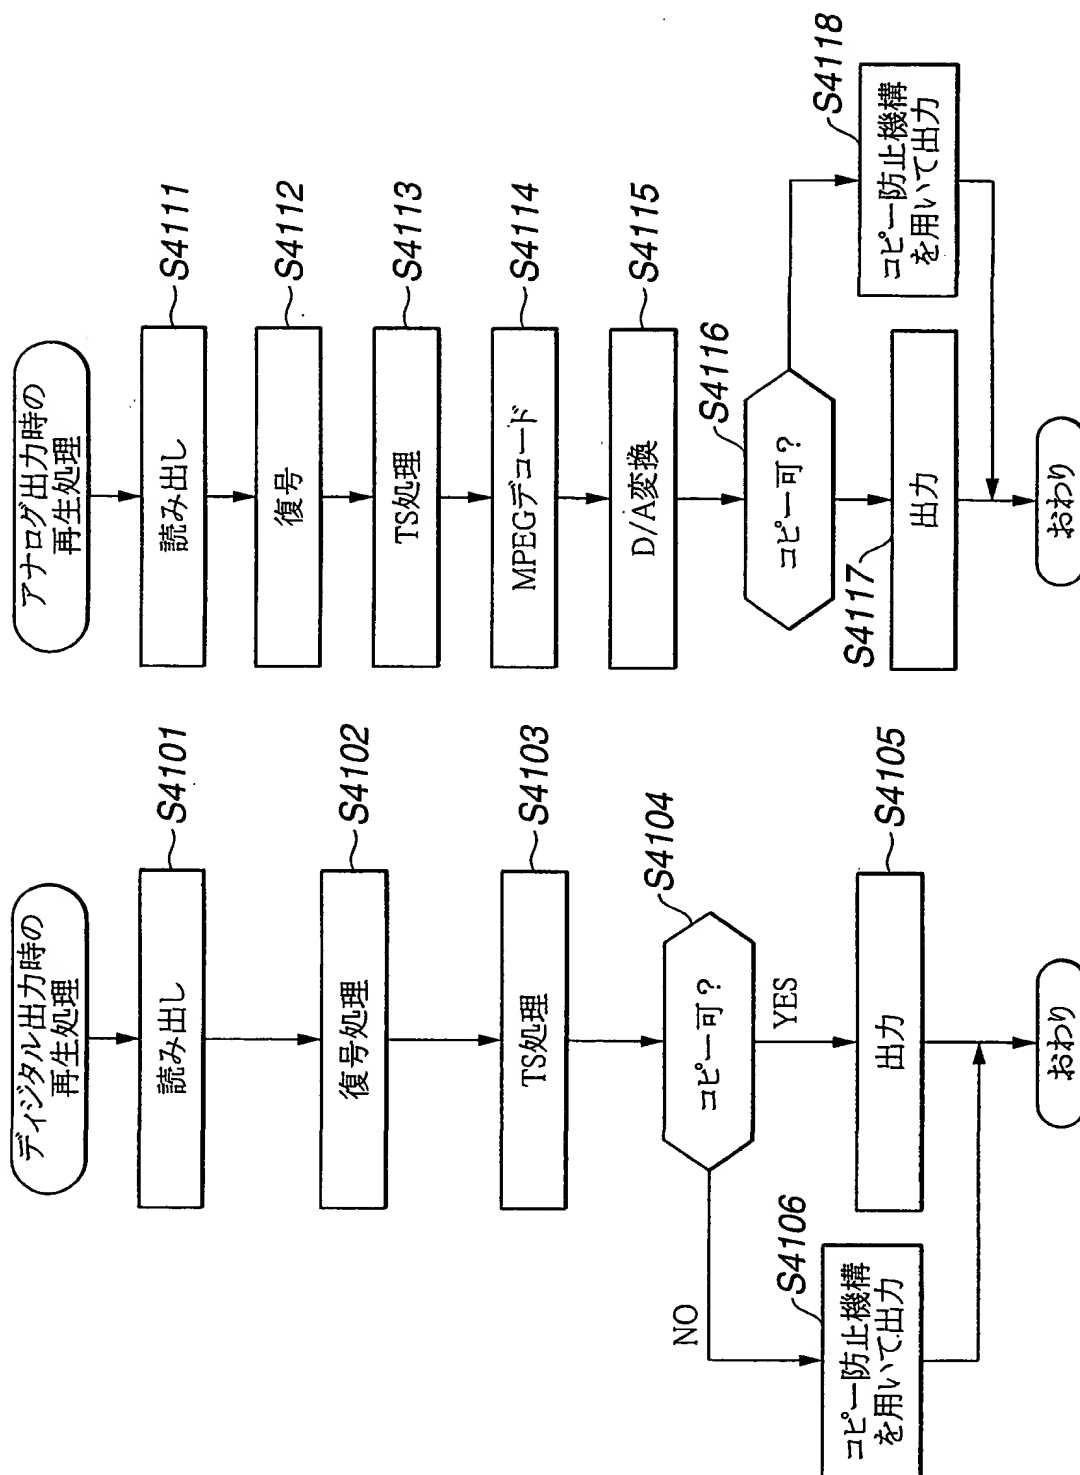 ディジタル出力時の
再生処理
読み出し
S4101
復号処理
S4102
TS処理
S4103
コピー可?
S4104
YES
NO
出力
S4105
コピー防止機構
を用いて出力
S4106
おわり
アナログ出力時の
再生処理
読み出し
S4111
復号
S4112
TS処理
S4113
MPEGデコード
S4114
D/A変換
S4115
コピー可?
S4116
出力
S4117
コピー防止機構
を用いて出力
S4118
おわり